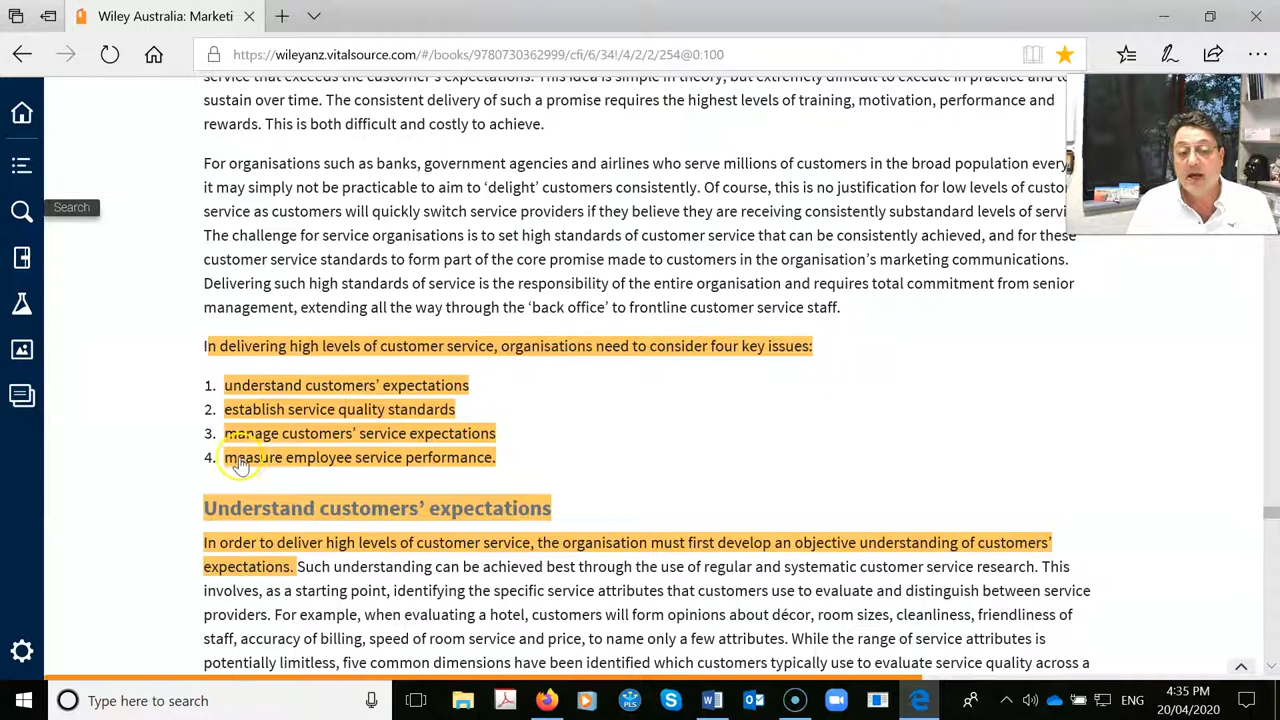 Wiley Australia: Marketi
https://wileyanz.vitalsource.com/#/books/9780730362999/cfi/6/34!/4/2/2/254@0:100
service that exceeds the customer's expectations. This idea is simple in theory, but extremely difficult to execute in practice and to
sustain over time. The consistent delivery of such a promise requires the highest levels of training, motivation, performance and
rewards. This is both difficult and costly to achieve.
For organisations such as banks, government agencies and airlines who serve millions of customers in the broad population every
it may simply not be practicable to aim to ‘delight’ customers consistently. Of course, this is no justification for low levels of custo
Search
service as customers will quickly switch service providers if they believe they are receiving consistently substandard levels of servi
The challenge for service organisations is to set high standards of customer service that can be consistently achieved, and for these
customer service standards to form part of the core promise made to customers in the organisation’s marketing communications.
Delivering such high standards of service is the responsibility of the entire organisation and requires total commitment from senior
management, extending all the way through the ‘back office’ to frontline customer service staff.
In delivering high levels of customer service, organisations need to consider four key issues:
1. understand customers’ expectations
2. establish service quality standards
3. manage customers’ service expectations
4. measure employee service performance.
Understand customers’ expectations
In order to deliver high levels of customer service, the organisation must first develop an objective understanding of customers’
expectations. Such understanding can be achieved best through the use of regular and systematic customer service research. This
involves, as a starting point, identifying the specific service attributes that customers use to evaluate and distinguish between service
providers. For example, when evaluating a hotel, customers will form opinions about décor, room sizes, cleanliness, friendliness of
staff, accuracy of billing, speed of room service and price, to name only a few attributes. While the range of service attributes is
potentially limitless, five common dimensions have been identified which customers typically use to evaluate service quality across a
Type here to search
PLS
ENG
4:35 PM
20/04/2020